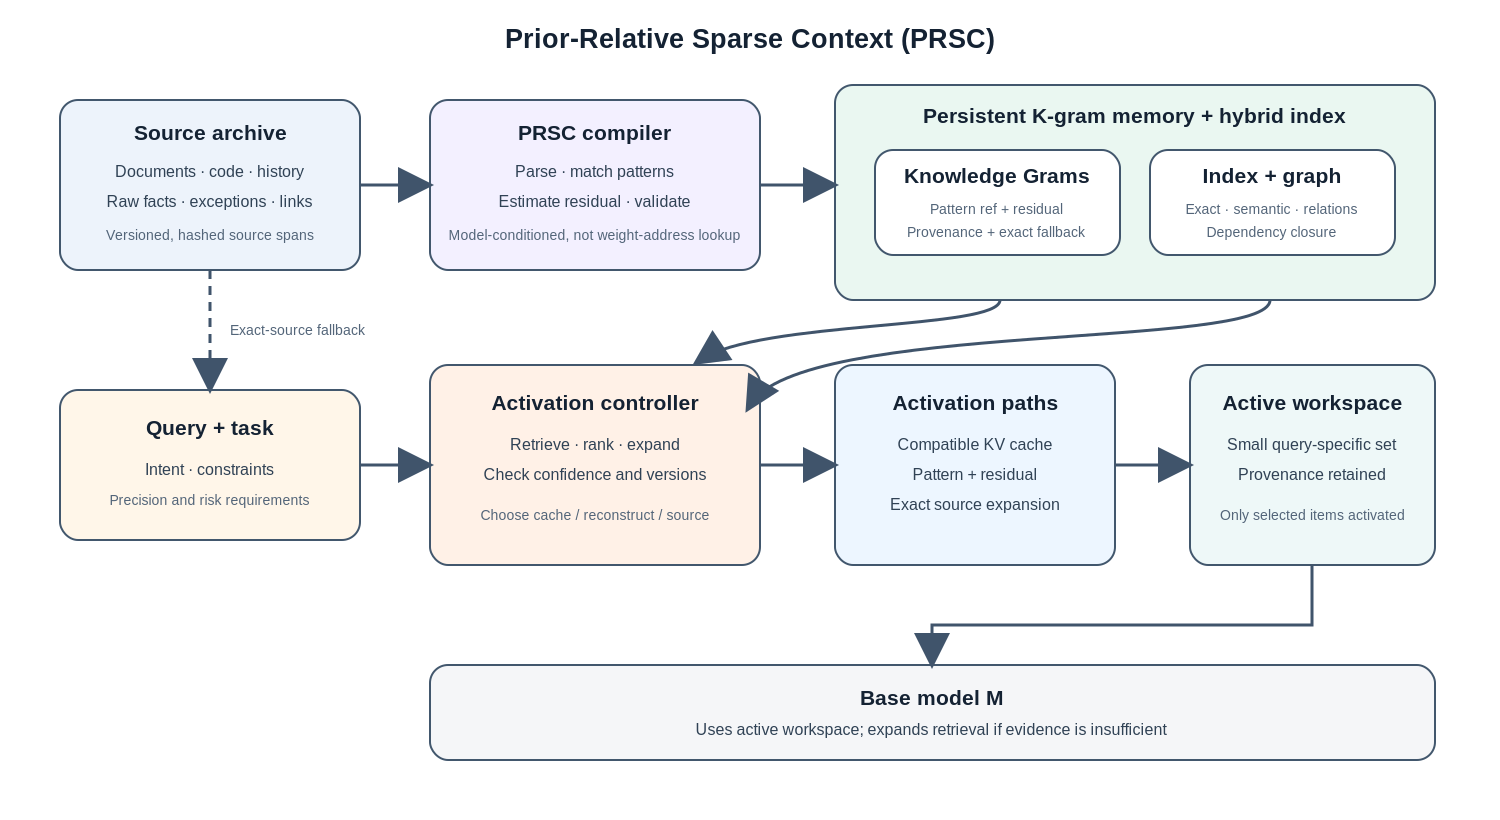 Prior-Relative Sparse Context (PRSC)
Source archive
Documents · code · history
Raw facts · exceptions · links
Versioned, hashed source spans
PRSC compiler
Parse · match patterns
Estimate residual · validate
Model-conditioned, not weight-address lookup
Persistent K-gram memory + hybrid index
Knowledge Grams
Pattern ref + residual
Provenance + exact fallback
Index + graph
Exact · semantic · relations
Dependency closure
Exact-source fallback
Query + task
Intent · constraints
Precision and risk requirements
Activation controller
Retrieve · rank · expand
Check confidence and versions
Choose cache / reconstruct / source
Activation paths
Compatible KV cache
Pattern + residual
Exact source expansion
Active workspace
Small query-specific set
Provenance retained
Only selected items activated
Base model M
Uses active workspace; expands retrieval if evidence is insufficient